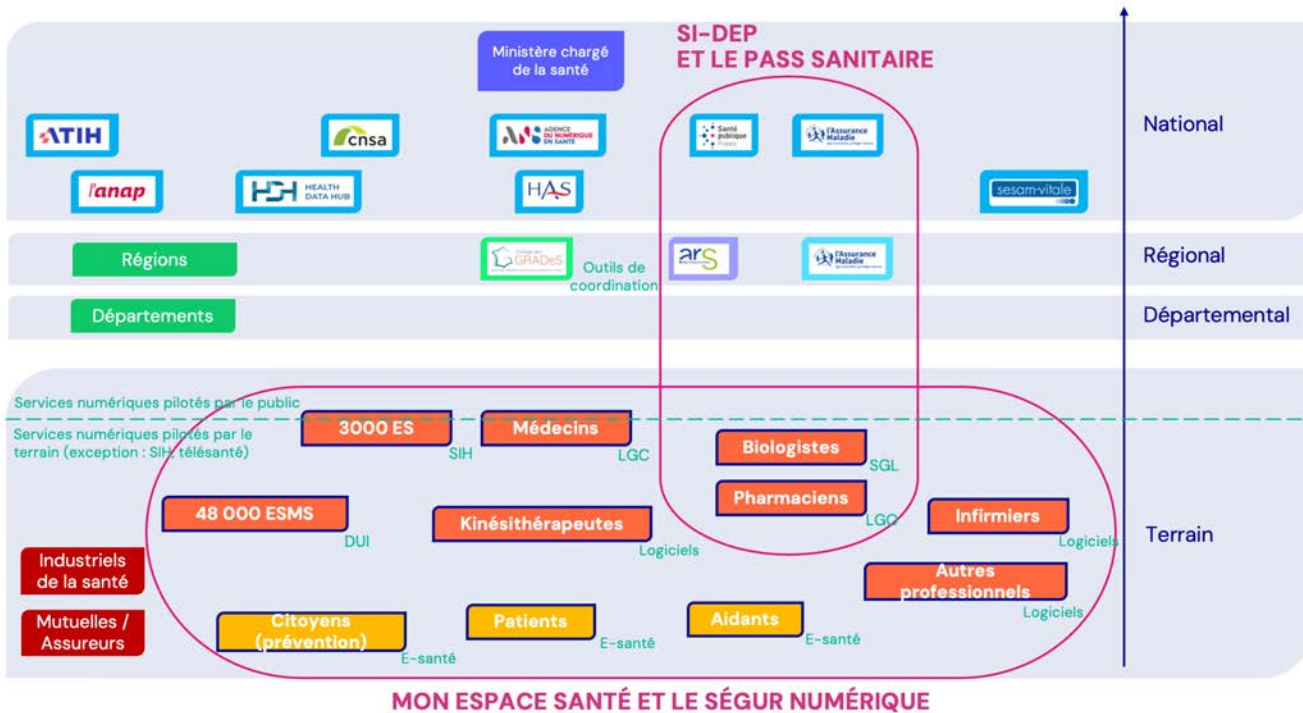 SI-DEP
ET LE PASS SANITAIRE
Ministère chargé
de la santé
National
ATIH
cnsa
AGENCE
DU NUMÉRIQUE
EN SANTÉ
Santé
publique
France
l'Assurance
Maladie
l'anap
HDH
HEALTH
DATA HUB
HAS
sesam-vitale
Régions
GRADeS
Outils de
coordination
ars
l'Assurance
Maladie
Régional
Départements
Départemental
Services numériques pilotés par le public
Services numériques pilotés par le
terrain (exception : SIH, télésanté)
3000 ES
SIH
Médecins
LGC
Biologistes
SGL
48 000 ESMS
DUI
Kinésithérapeutes
Logiciels
Pharmaciens
LGO
Infirmiers
Logiciels
Terrain
Industriels
de la santé
Autres
professionnels
Logiciels
Mutuelles /
Assureurs
Citoyens
(prévention)
E-santé
Patients
E-santé
Aidants
E-santé
MON ESPACE SANTÉ ET LE SÉGUR NUMÉRIQUE